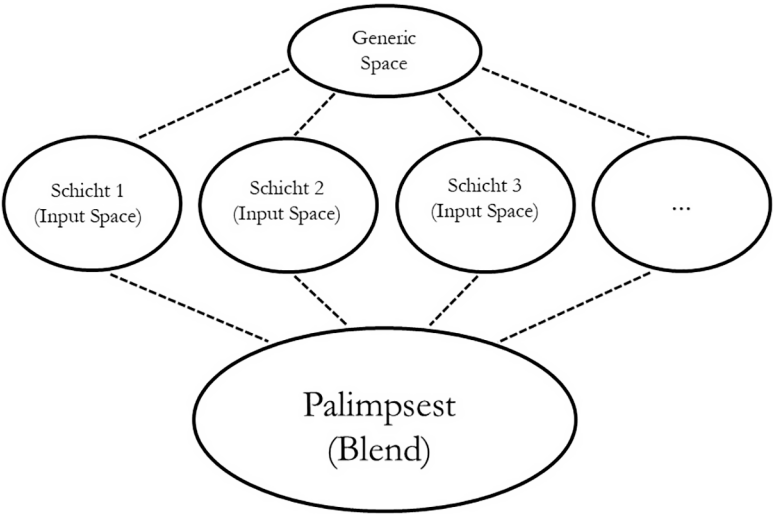 Generic
Space
Schicht 1
(Input Space)
Schicht 2
(Input Space)
Schicht 3
(Input Space)
...
Palimpsest
(Blend)